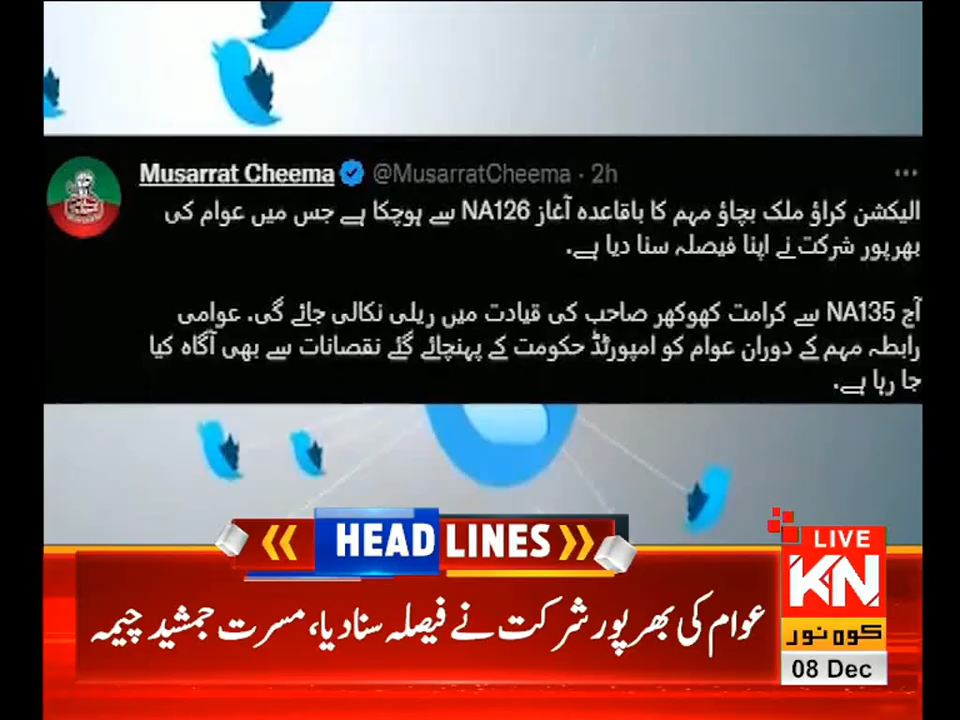 Musarrat Cheema @MusarratCheema · 2h
الیکشن کراؤ ملک بچاؤ مہم کا باقاعدہ آغاز NA126 سے ہوچکا ہے جس میں عوام کی
بھرپور شرکت نے اپنا فیصلہ سنا دیا ہے۔
آج NA135 سے کرامت کھوکھر صاحب کی قیادت میں ریلی نکالی جائے گی۔ عوامی
رابطہ مہم کے دوران عوام کو امپورٹڈ حکومت کے پہنچائے گئے نقصانات سے بھی آگاہ کیا
جا رہا ہے۔
HEADLINES
عوام کی بھرپور شرکت نے فیصلہ سنا دیا، مسرت جمشید چیمہ
LIVE
KN
کوہ نور
08 Dec